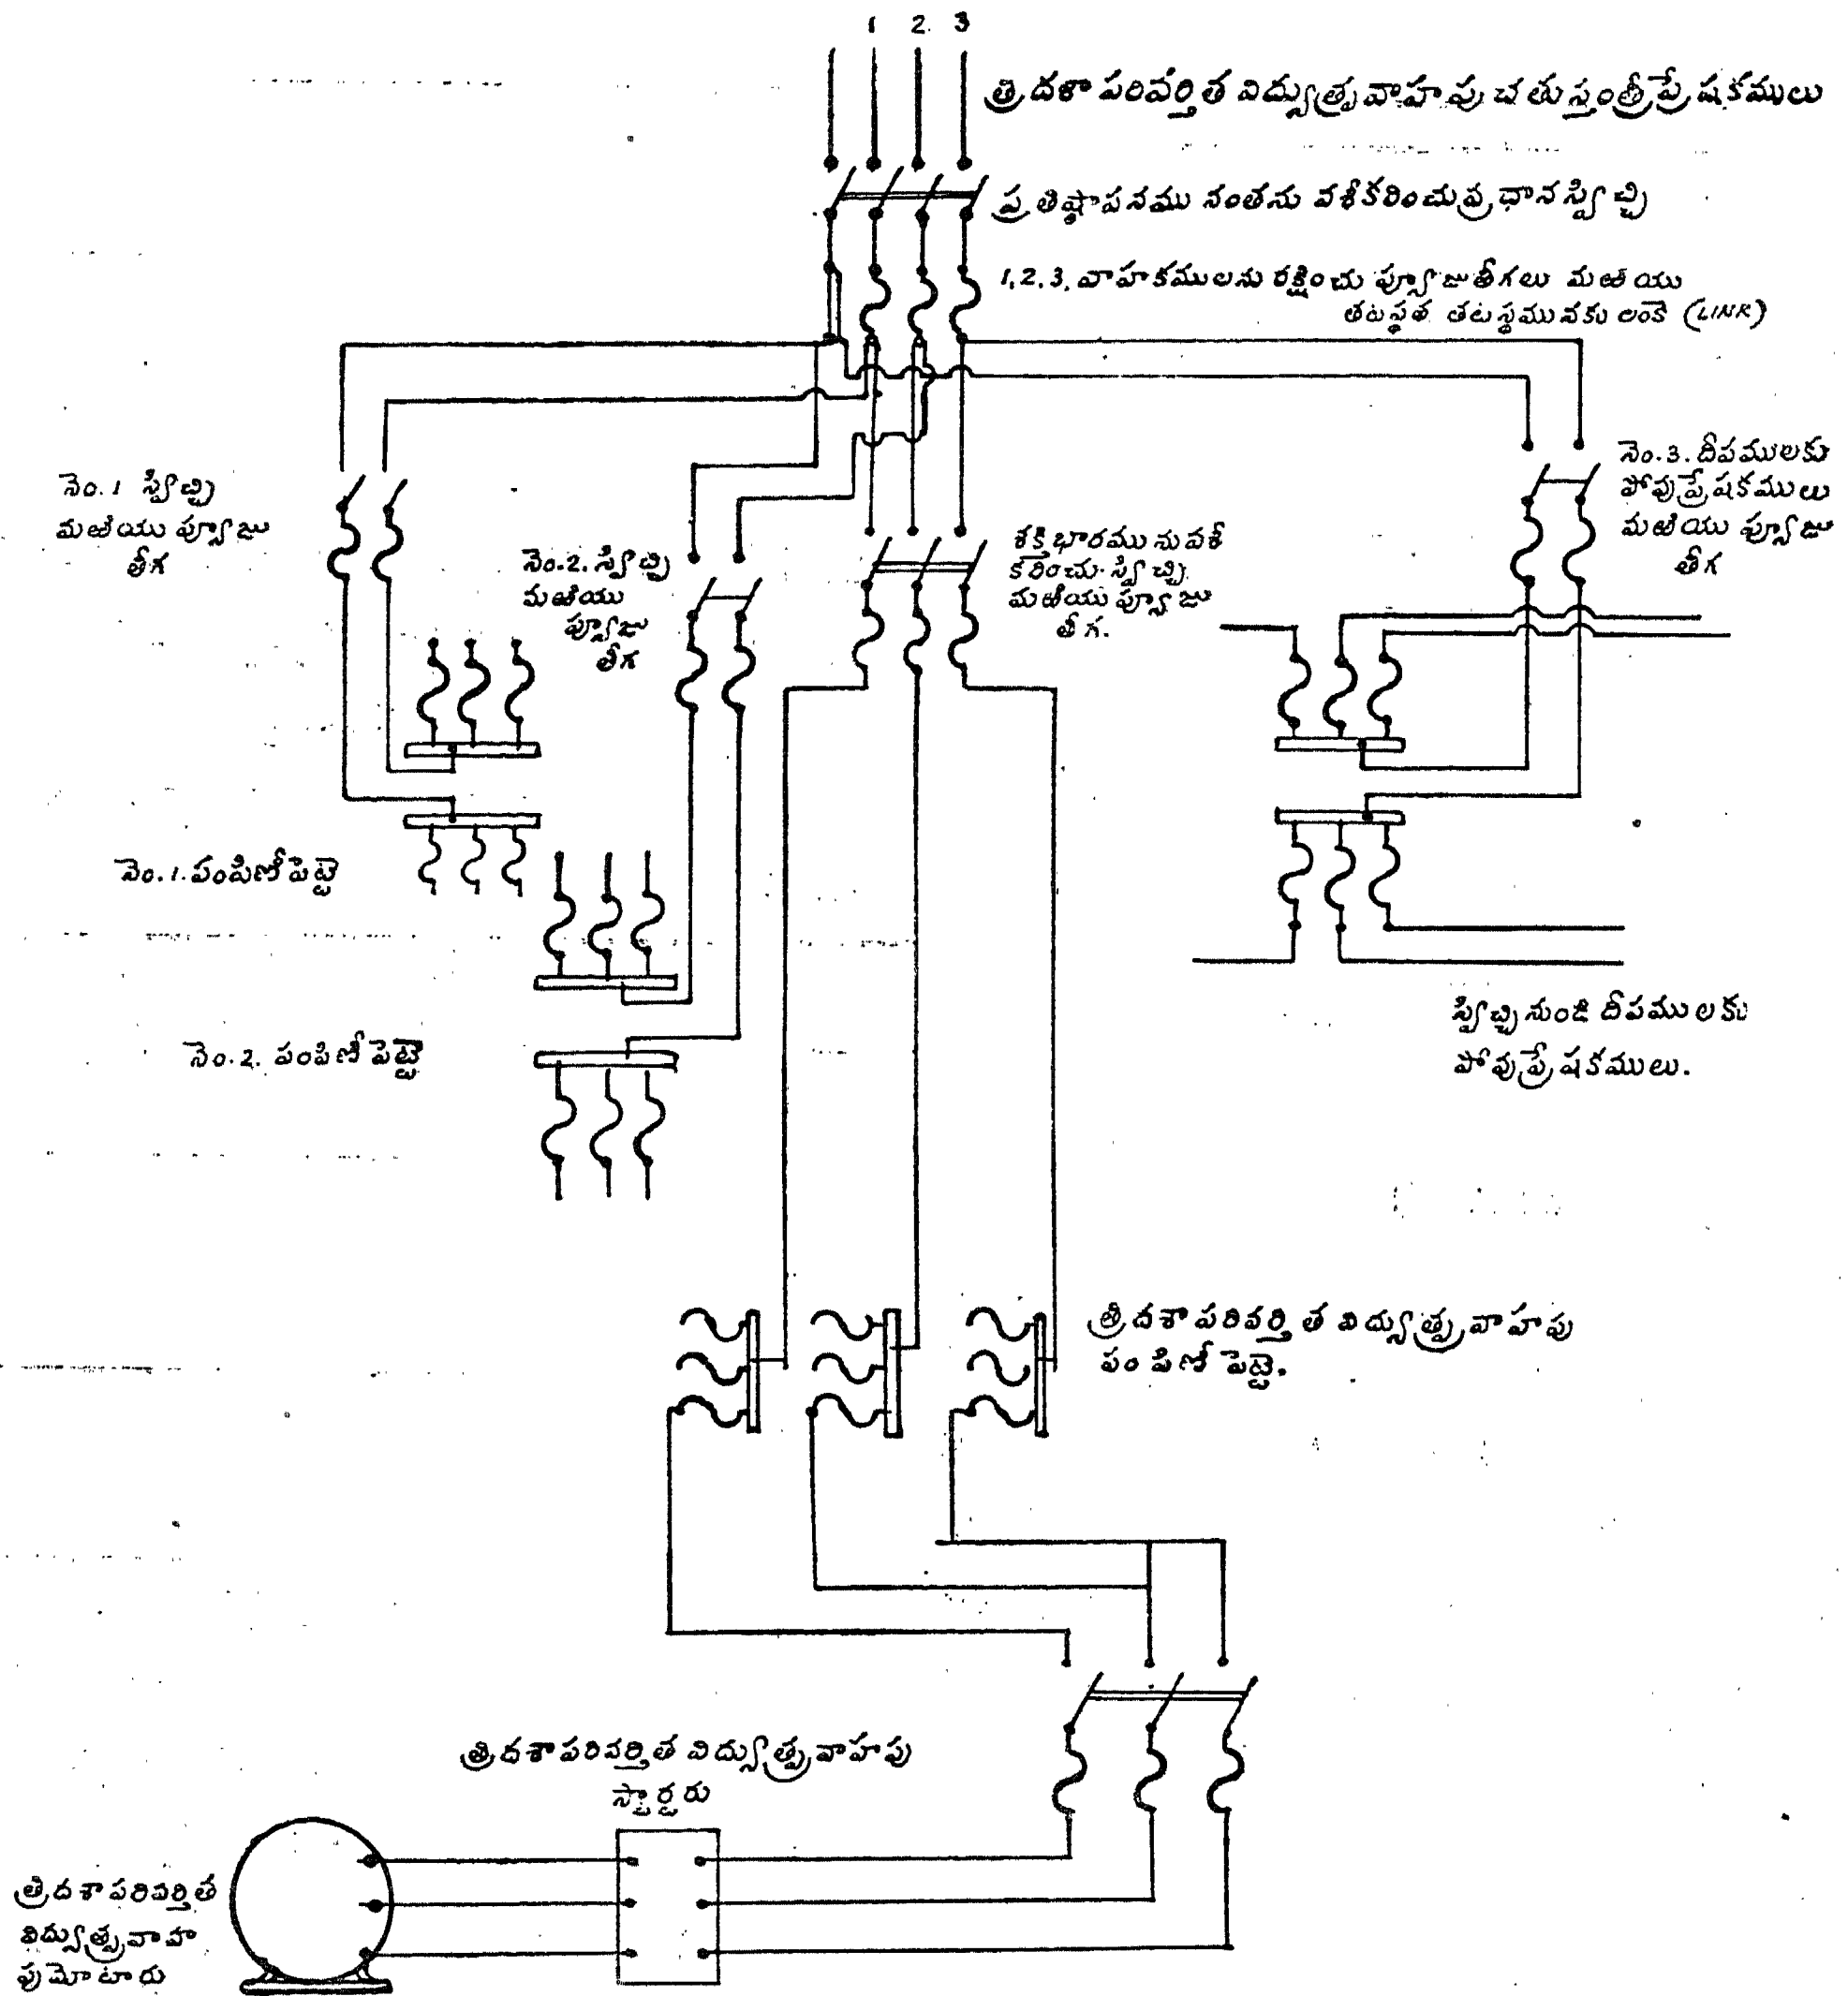 1 2. 3
త్రిదశా పరివర్తిత విద్యుత్ప్రవాహపు చతుస్తంత్రీప్రేషకములు
ప్రతిష్ఠాపనము నంతను వశీకరించుప్రధానస్విచ్చి
1,2.3. వాహకములను రక్షించు ఫ్యూజుతీగలు మఱియు
తటస్థత తటస్థమునకు లంకె (LINK)
నెం.1 స్విచ్చి
మఱియు ఫ్యూజు
తీగ
నెం.2. స్విచ్చి
మఱియు
ఫ్యూజు
తీగ
శక్తి భారము నువశీ
కరించు స్విచ్చి
మఱియు ఫ్యూజు
తీగ.
నెం.3. దీపములకు
పోవుప్రేషకములు
మఱియు ఫ్యూజు
తీగ
నెం.1. పంపిణీపెట్టె
నెం.2. పంపిణీ పెట్టె
స్విచ్చినుండి దీపములకు
పోవుప్రేషకములు.
త్రిదశా పరివర్తిత విద్యుత్ప్రవాహపు
పంపిణీ పెట్టె.
త్రిదశాపరివర్తిత విద్యుత్ప్రవాహపు
స్టార్టరు
త్రిదశాపరివర్తిత
విద్యుత్ప్రవాహ
పుమోటారు